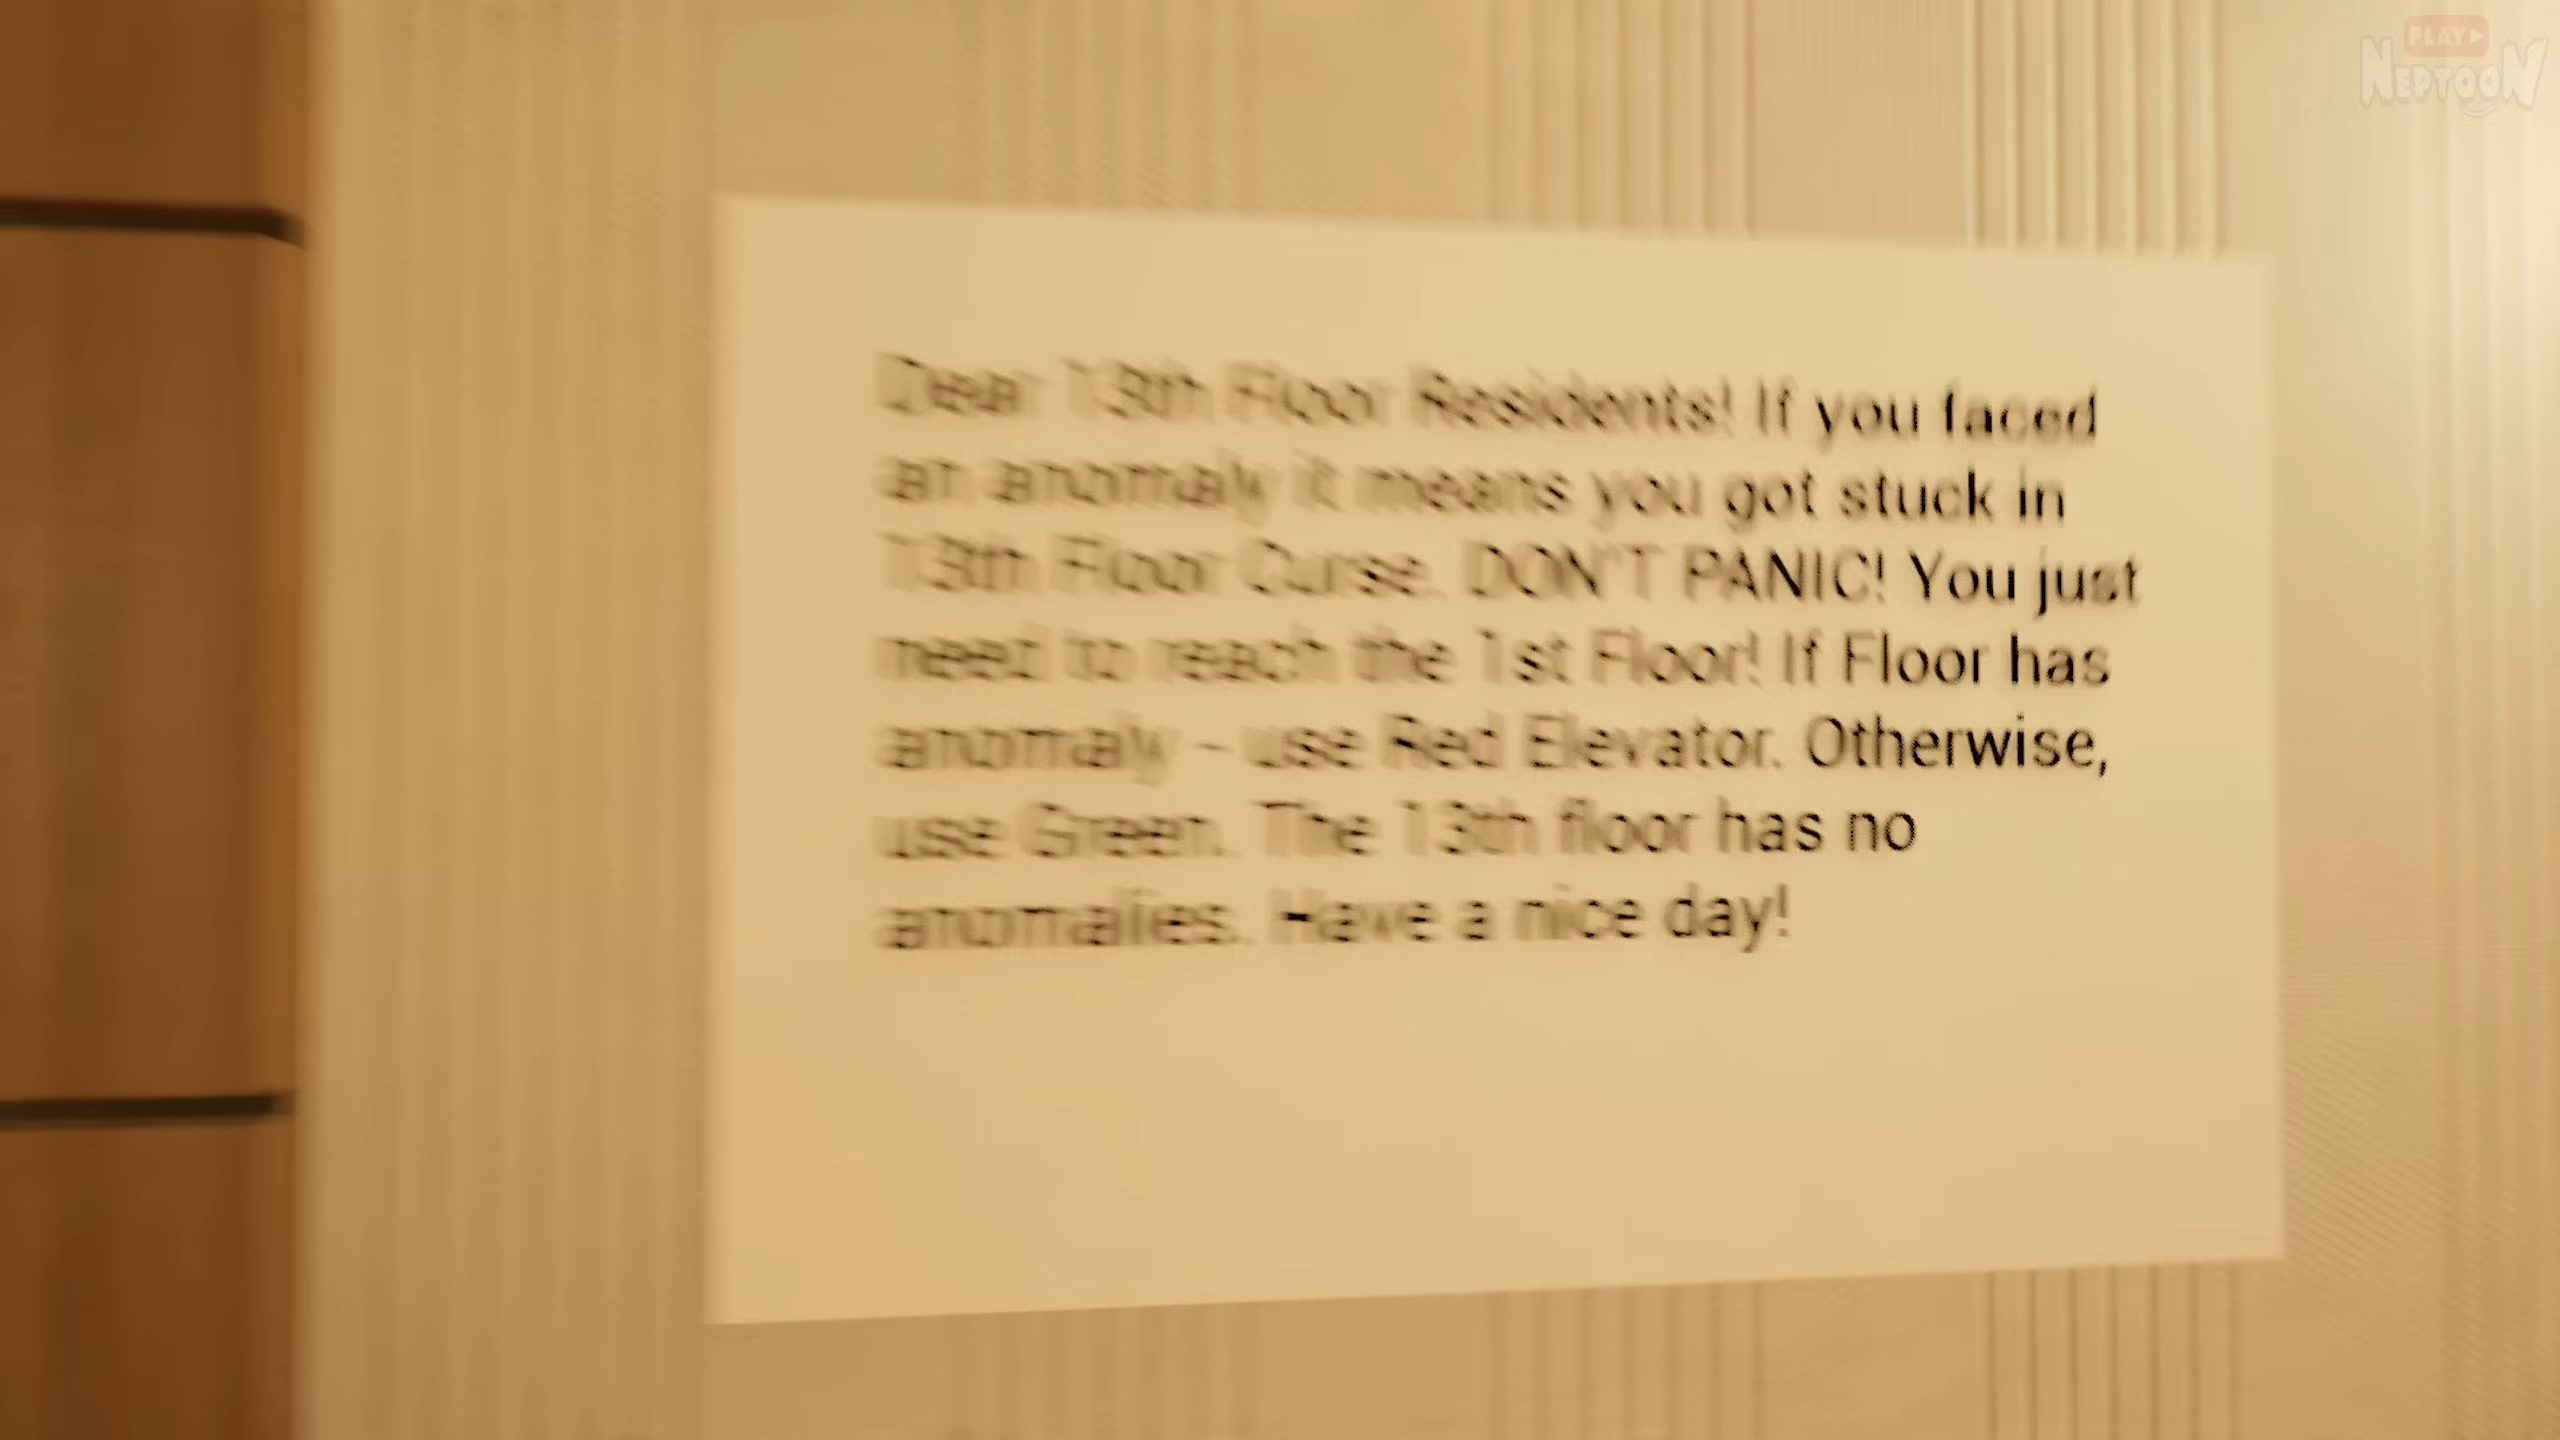 PLAY
NEPTOON
Dear 13th Floor Residents! If you faced
an anomaly it means you got stuck in
13th Floor Curse. DON'T PANIC! You just
need to reach the 1st Floor! If Floor has
anomaly - use Red Elevator. Otherwise,
use Green. The 13th floor has no
anomalies. Have a nice day!